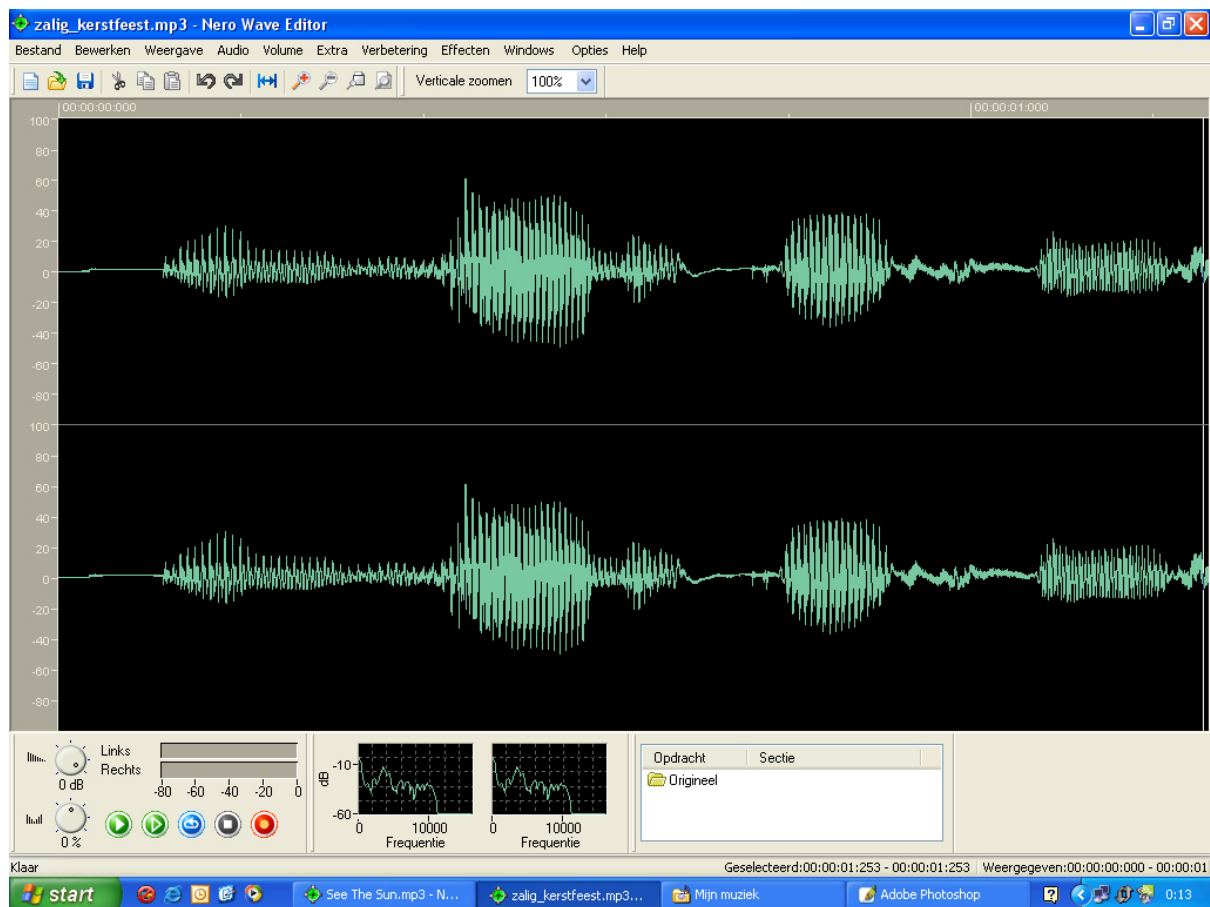 zalig_kerstfeest.mp3 - Nero Wave Editor
Bestand Bewerken Weergave Audio Volume Extra Verbetering Effecten Windows Opties Help
Verticale zoomen 100%
00:00:00:000 00:00:01:000
100
80
60
40
20
0
-20
-40
-60
-80
100
80
60
40
20
0
-20
-40
-60
-80
Links
Rechts
0 dB
-80 -60 -40 -20 0
0 %
dB
-10
-60
0 10000
Frequentie
0 10000
Frequentie
Opdracht Sectie
Origineel
Klaar
Geselecteerd:00:00:01:253 - 00:00:01:253 Weergegeven:00:00:00:000 - 00:00:01
start
See The Sun.mp3 - N...
zalig_kerstfeest.mp3...
Mijn muziek
Adobe Photoshop
0:13